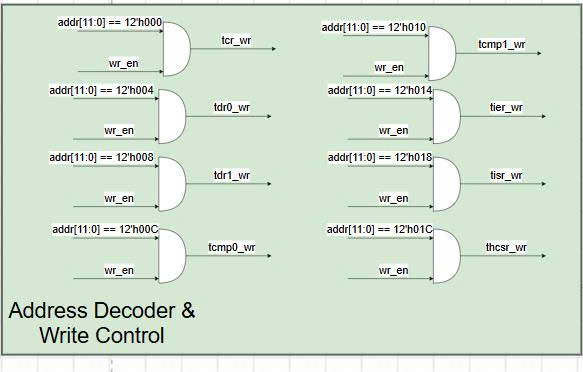 addr[11:0] == 12'h000
wr_en
tcr_wr
addr[11:0] == 12'h004
wr_en
tdr0_wr
addr[11:0] == 12'h008
wr_en
tdr1_wr
addr[11:0] == 12'h00C
wr_en
tcmp0_wr
addr[11:0] == 12'h010
wr_en
tcmp1_wr
addr[11:0] == 12'h014
wr_en
tier_wr
addr[11:0] == 12'h018
wr_en
tisr_wr
addr[11:0] == 12'h01C
wr_en
thcsr_wr
Address Decoder &
Write Control